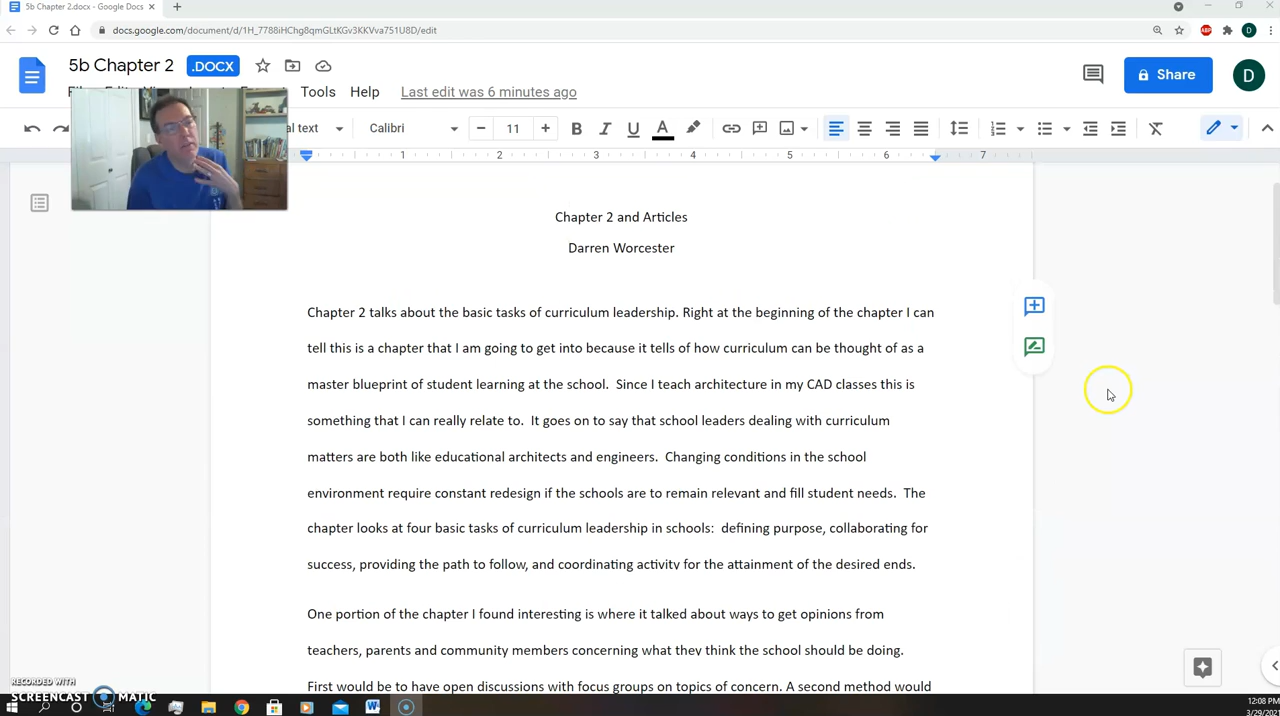 5b Chapter 2.docx - Google Docs
docs.google.com/document/d/1H_7788iHChg8qmGLtKGv3KKVva751U8D/edit
5b Chapter 2 .DOCX
Tools Help Last edit was 6 minutes ago
Share
D
al text Calibri 11
1 2 3 4 5 6 7
Chapter 2 and Articles
Darren Worcester
Chapter 2 talks about the basic tasks of curriculum leadership. Right at the beginning of the chapter I can
tell this is a chapter that I am going to get into because it tells of how curriculum can be thought of as a
master blueprint of student learning at the school.  Since I teach architecture in my CAD classes this is
something that I can really relate to.  It goes on to say that school leaders dealing with curriculum
matters are both like educational architects and engineers.  Changing conditions in the school
environment require constant redesign if the schools are to remain relevant and fill student needs.  The
chapter looks at four basic tasks of curriculum leadership in schools:  defining purpose, collaborating for
success, providing the path to follow, and coordinating activity for the attainment of the desired ends.
One portion of the chapter I found interesting is where it talked about ways to get opinions from
teachers, parents and community members concerning what they think the school should be doing.
First would be to have open discussions with focus groups on topics of concern. A second method would
RECORDED WITH
SCREENCAST MATIC
12:08 PM